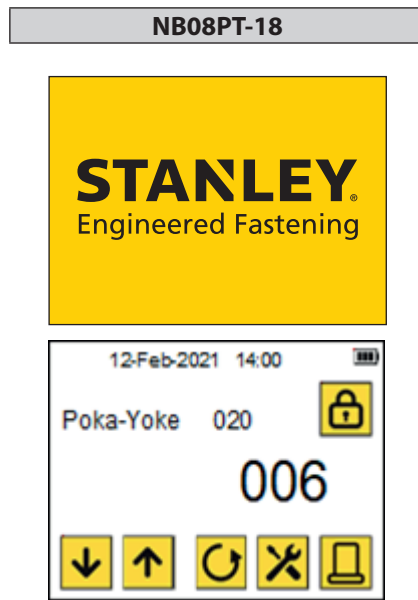 NB08PT-18
STANLEY®
Engineered Fastening
12-Feb-2021 14:00
Poka-Yoke 020
006